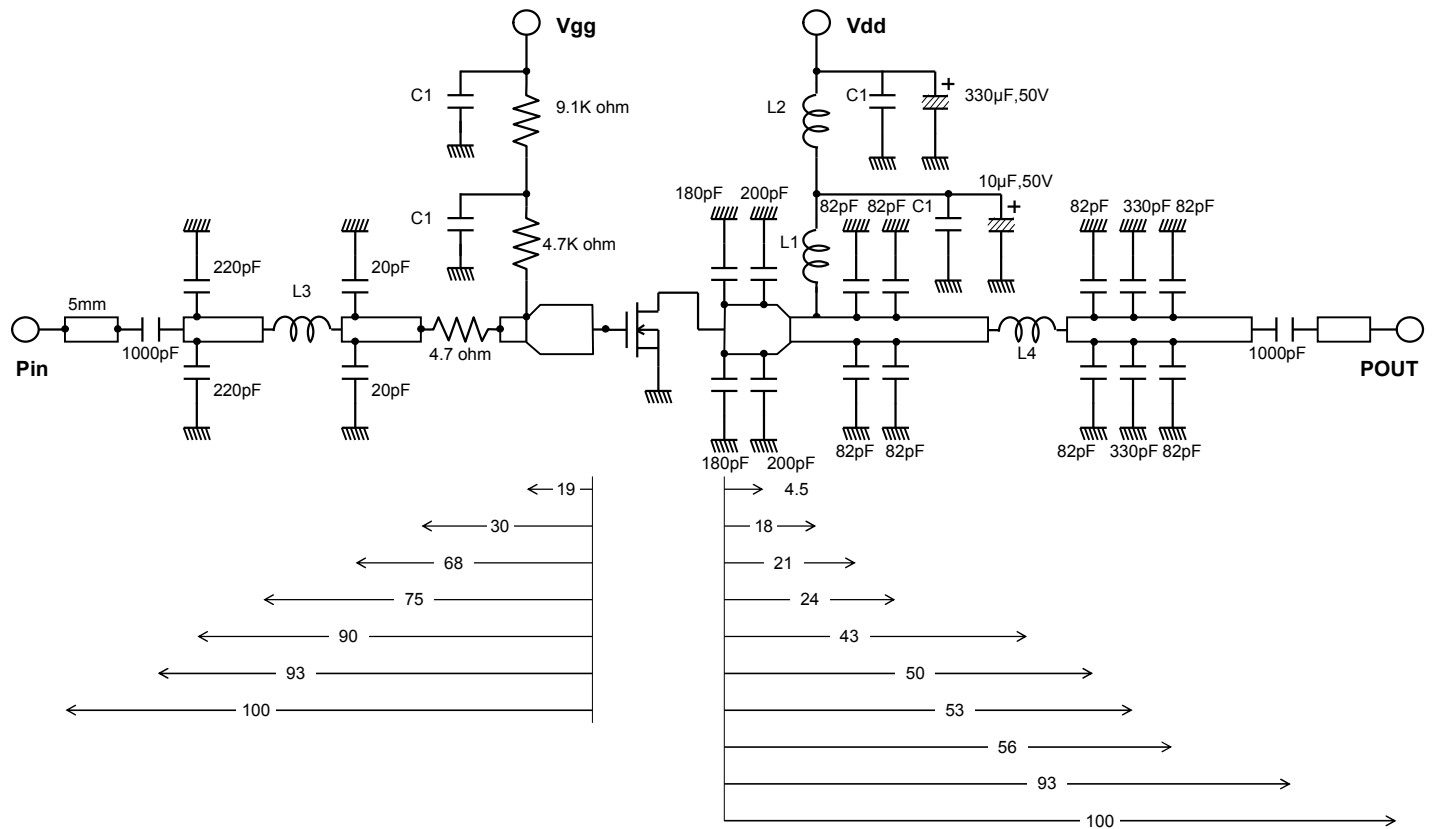 Vgg
Vdd
C1
9.1K ohm
L2
C1
+
330µF,50V
180pF
200pF
10µF,50V
82pF
82pF
C1
+
82pF
330pF
82pF
C1
4.7K ohm
L1
220pF
20pF
L3
5mm
1000pF
4.7 ohm
L4
1000pF
Pin
POUT
220pF
20pF
82pF
82pF
82pF
330pF
82pF
180pF
200pF
19
4.5
30
18
68
21
75
24
90
43
93
50
100
53
56
93
100